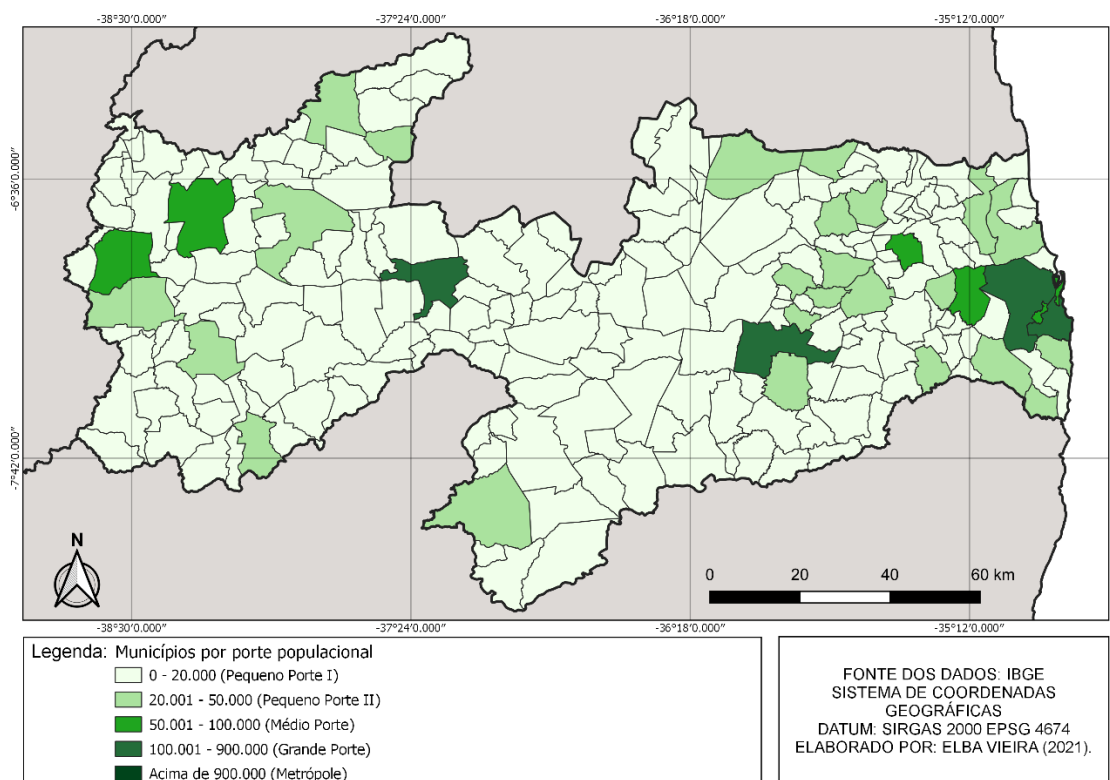 -38°30'0.000" -37°24'0.000" -36°18'0.000" -35°12'0.000"
-6°36'0.000"
-7°42'0.000"
N
0 20 40 60 km
-38°30'0.000" -37°24'0.000" -36°18'0.000" -35°12'0.000"
Legenda: Municípios por porte populacional
0 - 20.000 (Pequeno Porte I)
20.001 - 50.000 (Pequeno Porte II)
50.001 - 100.000 (Médio Porte)
100.001 - 900.000 (Grande Porte)
Acima de 900.000 (Metrópole)
FONTE DOS DADOS: IBGE
SISTEMA DE COORDENADAS
GEOGRÁFICAS
DATUM: SIRGAS 2000 EPSG 4674
ELABORADO POR: ELBA VIEIRA (2021).